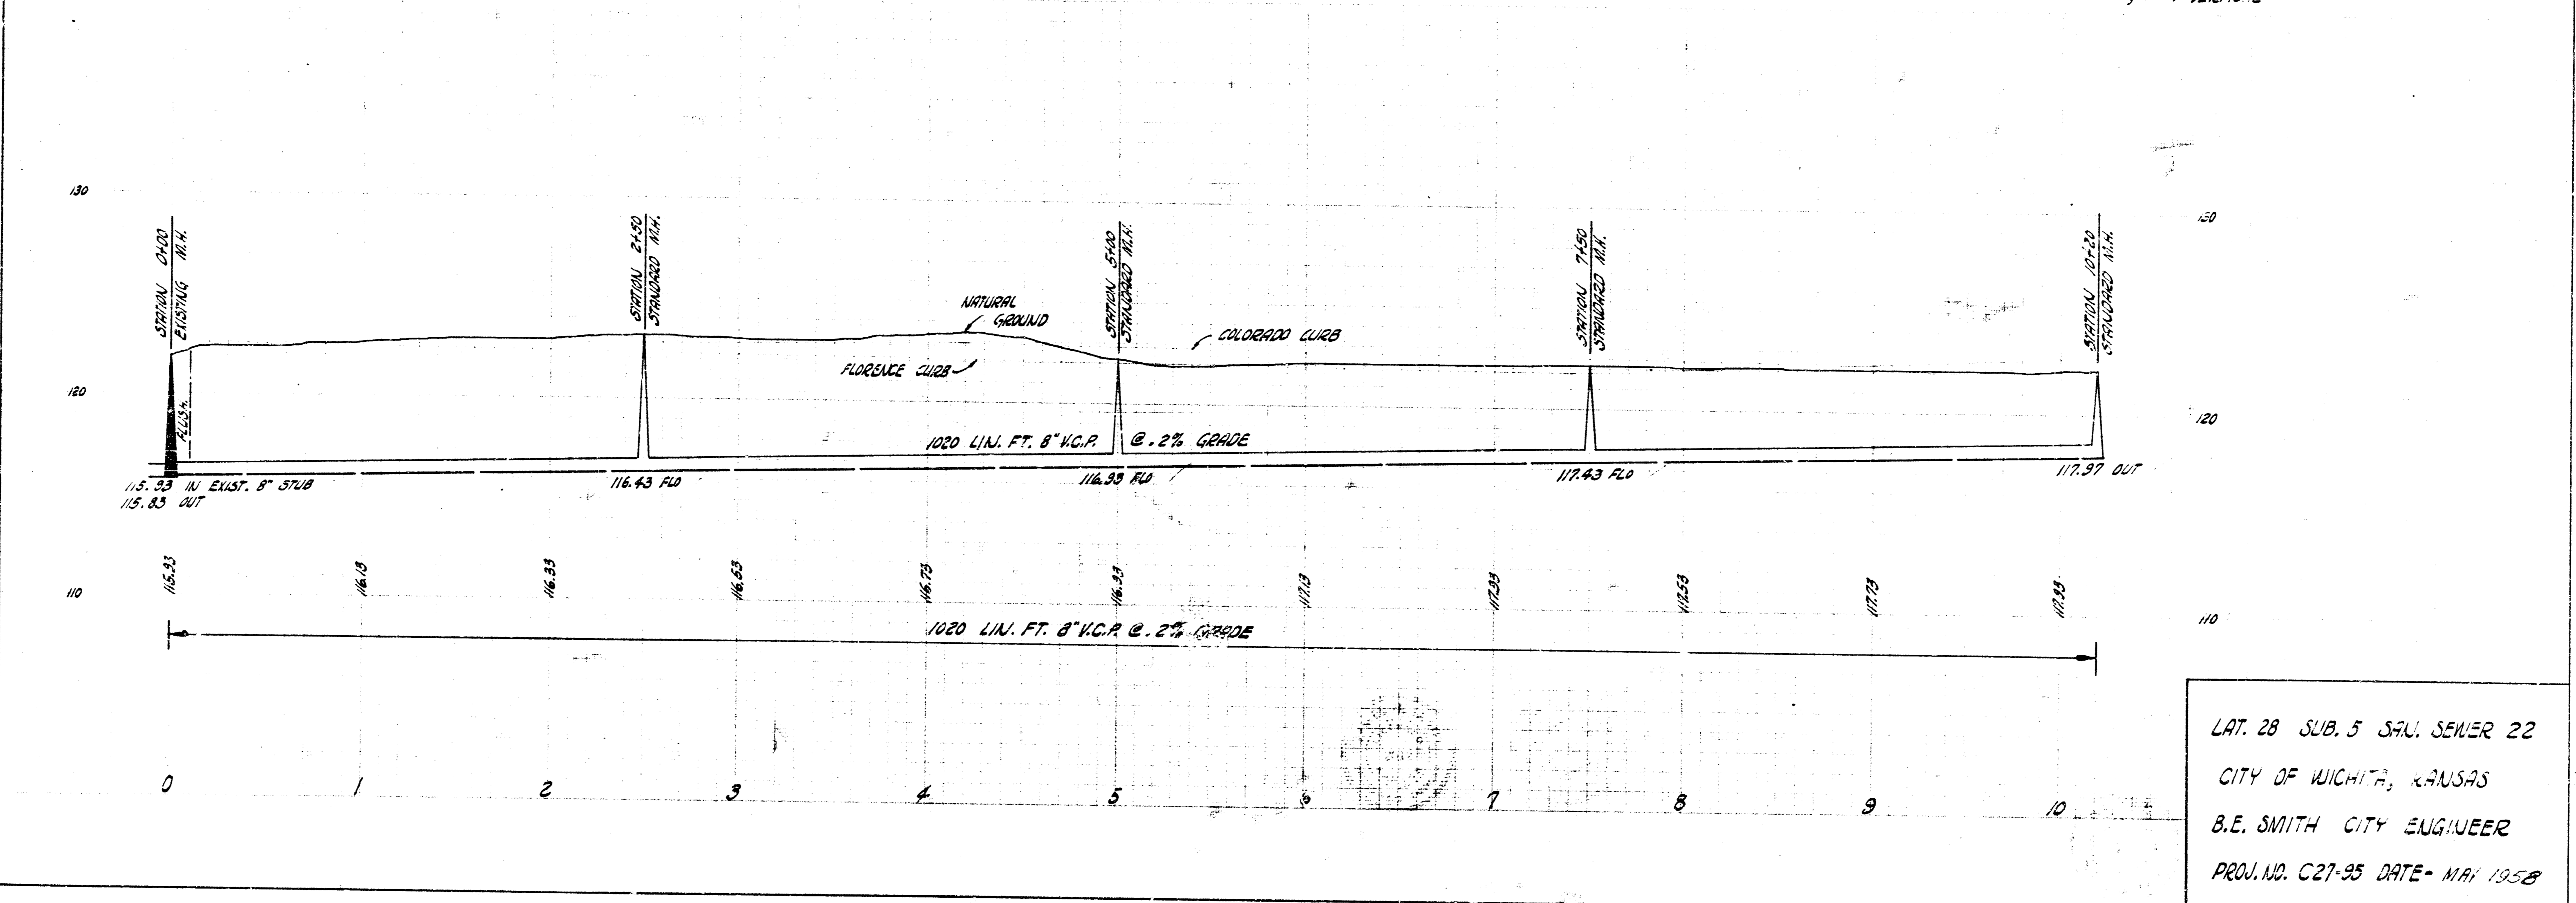 130
130
STATION 0+00
EXISTING M.H.
STATION 2+50
STANDARD M.H.
STATION 5+00
STANDARD M.H.
STATION 7+50
STANDARD M.H.
STATION 10+20
STANDARD M.H.
NATURAL
GROUND
COLORADO CURB
FLORENCE CURB
120
120
FLUSH.
1020 LIN. FT. 8" V.C.P. @ .2% GRADE
115.93 IN EXIST. 8" STUB
115.83 OUT
116.43 FLO
116.93 FLO
117.43 FLO
117.97 OUT
110
115.93
116.13
116.33
116.53
116.73
116.93
117.13
117.33
117.53
117.73
117.93
110
1020 LIN. FT. 8" V.C.P. @ .2% GRADE
0 1 2 3 4 5 6 7 8 9 10
LAT. 28 SUB. 5 SAN. SEWER 22
CITY OF WICHITA, KANSAS
B.E. SMITH CITY ENGINEER
PROJ. NO. C27-95 DATE- MAY 1958